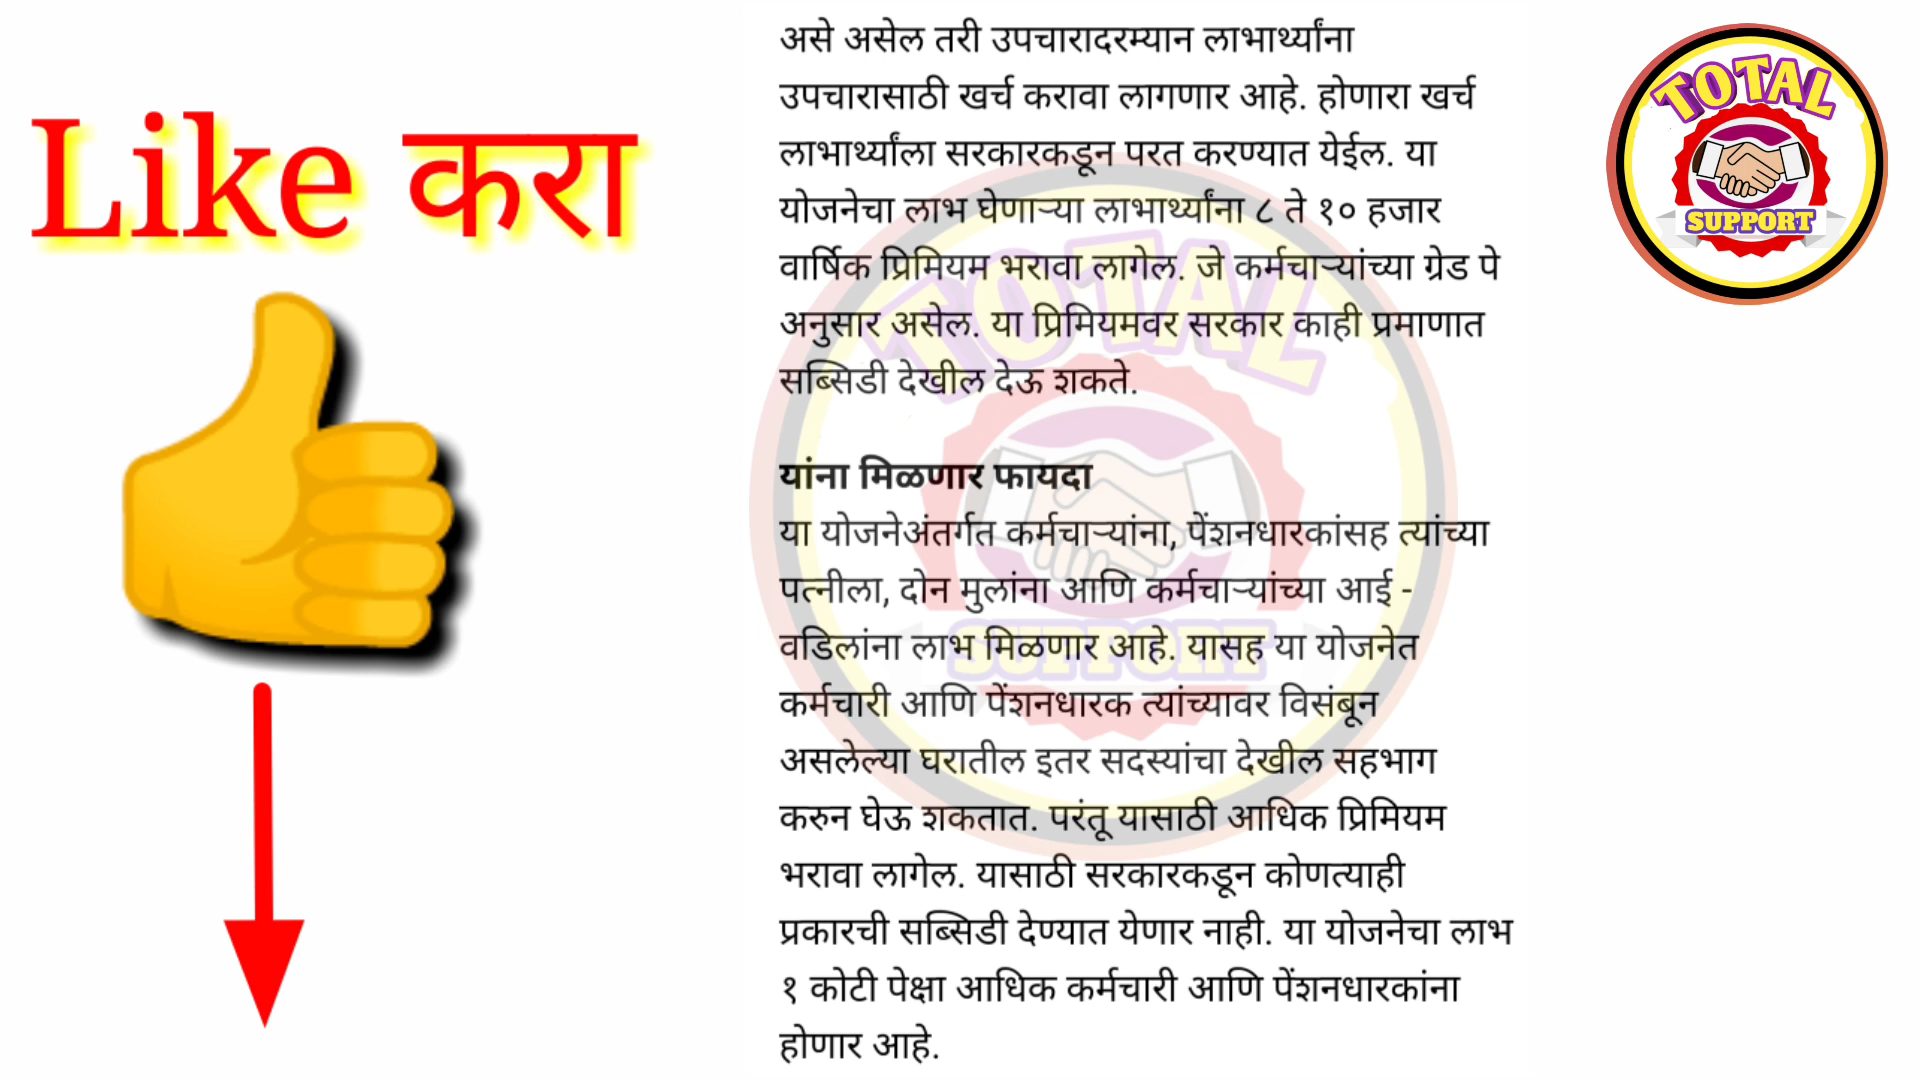 Like करा
असे असेल तरी उपचारादरम्यान लाभार्थ्यांना
उपचारासाठी खर्च करावा लागणार आहे. होणारा खर्च
लाभार्थ्यांला सरकारकडून परत करण्यात येईल. या
योजनेचा लाभ घेणाऱ्या लाभार्थ्यांना ८ ते १० हजार
वार्षिक प्रिमियम भरावा लागेल. जे कर्मचाऱ्यांच्या ग्रेड पे
अनुसार असेल. या प्रिमियमवर सरकार काही प्रमाणात
सब्सिडी देखील देऊ शकते.
यांना मिळणार फायदा
या योजनेअंतर्गत कर्मचाऱ्यांना, पेंशनधारकांसह त्यांच्या
पत्नीला, दोन मुलांना आणि कर्मचाऱ्यांच्या आई -
वडिलांना लाभ मिळणार आहे. यासह या योजनेत
कर्मचारी आणि पेंशनधारक त्यांच्यावर विसंबून
असलेल्या घरातील इतर सदस्यांचा देखील सहभाग
करुन घेऊ शकतात. परंतू यासाठी आधिक प्रिमियम
भरावा लागेल. यासाठी सरकारकडून कोणत्याही
प्रकारची सब्सिडी देण्यात येणार नाही. या योजनेचा लाभ
१ कोटी पेक्षा आधिक कर्मचारी आणि पेंशनधारकांना
होणार आहे.
TOTAL
SUPPORT
TOTAL
SUPPORT